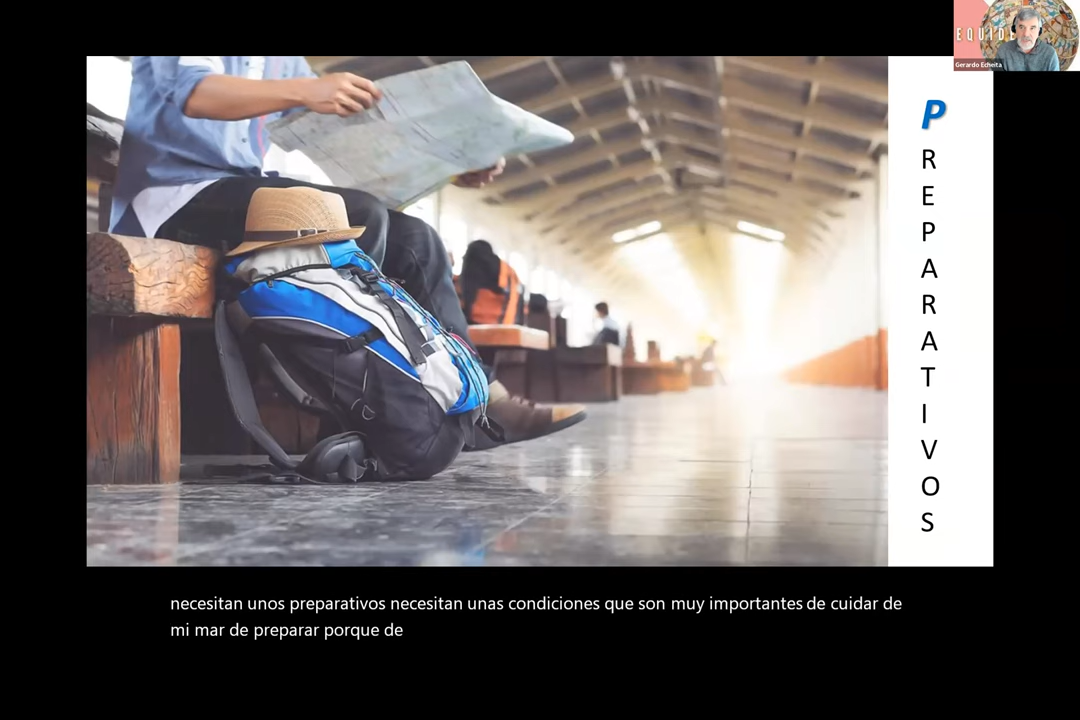 EQUIDE
Gerardo Echeita
P
R
E
P
A
R
A
T
I
V
O
S
necesitan unos preparativos necesitan unas condiciones que son muy importantes de cuidar de
mi mar de preparar porque de